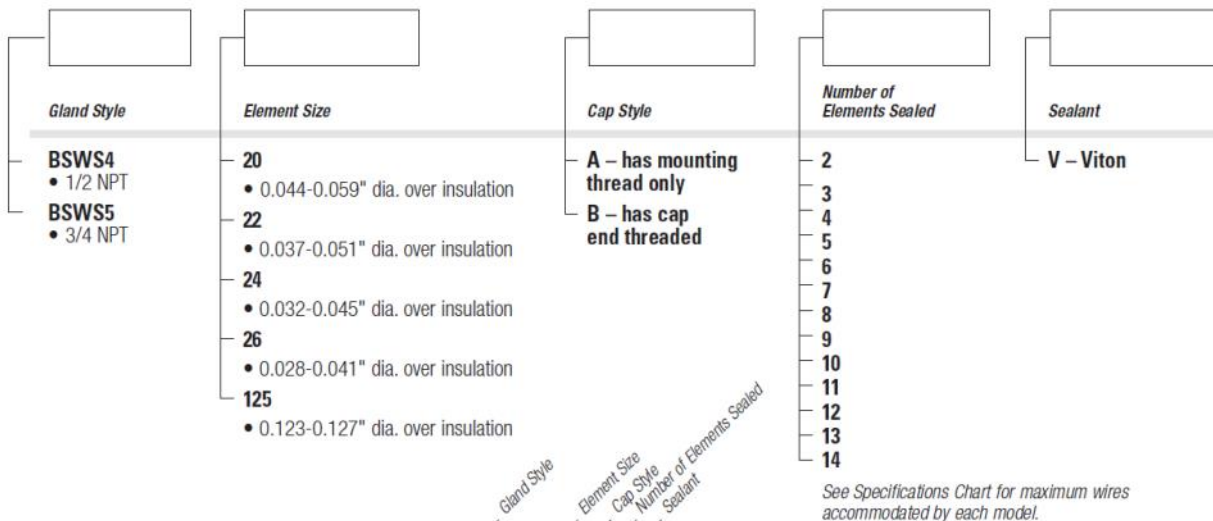 Gland Style
Element Size
Cap Style
Number of
Elements Sealed
Sealant
BSWS4
• 1/2 NPT
BSWS5
• 3/4 NPT
20
• 0.044-0.059" dia. over insulation
22
• 0.037-0.051" dia. over insulation
24
• 0.032-0.045" dia. over insulation
26
• 0.028-0.041" dia. over insulation
125
• 0.123-0.127" dia. over insulation
A – has mounting
thread only
B – has cap
end threaded
2
3
4
5
6
7
8
9
10
11
12
13
14
See Specifications Chart for maximum wires
accommodated by each model.
V – Viton
Gland Style
Element Size
Cap Style
Number of Elements Sealed
Sealant